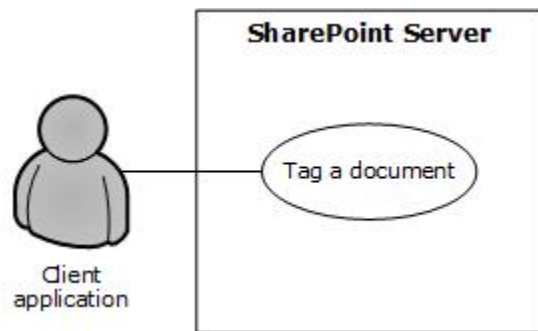 SharePoint Server
Tag a document
Client
application